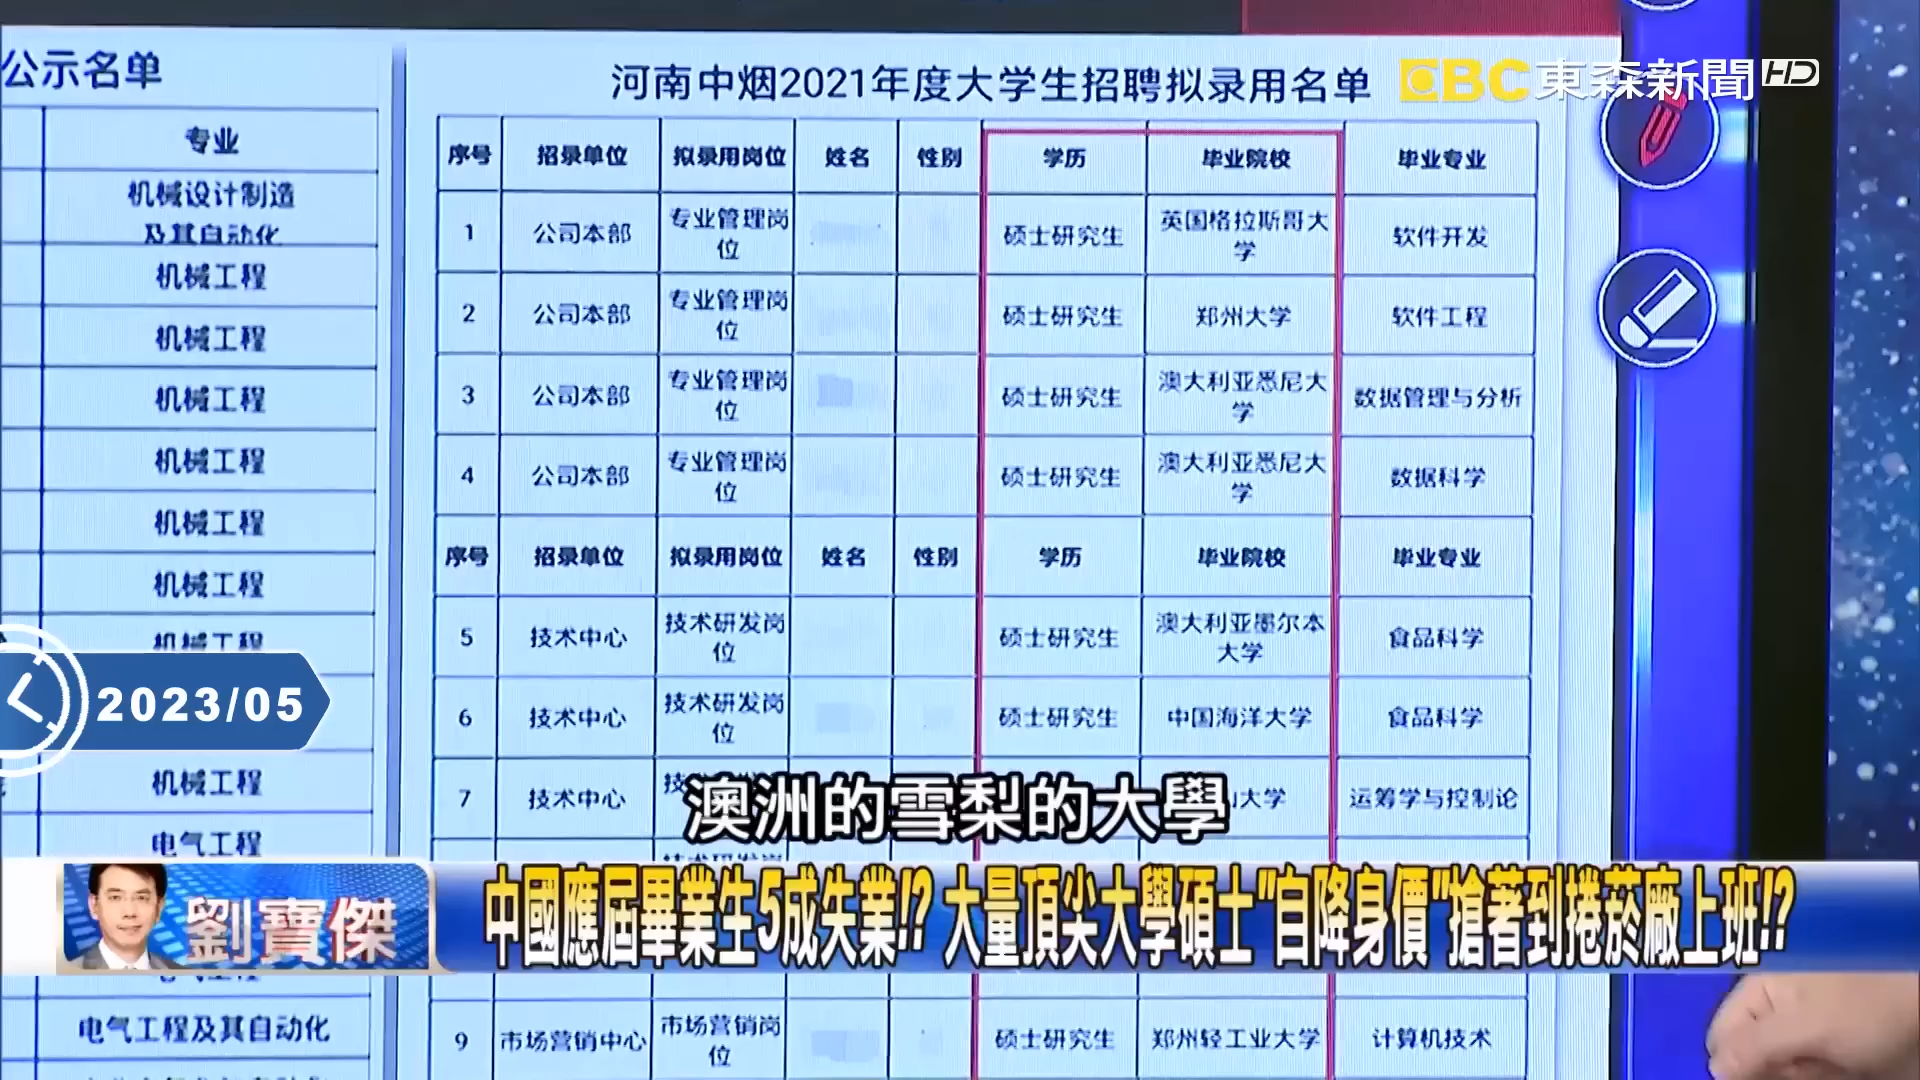 公示名单
专业
机械设计制造
及其自动化
机械工程
机械工程
机械工程
机械工程
机械工程
机械工程
机械工程
机械工程
电气工程
电气工程及其自动化
河南中烟2021年度大学生招聘拟录用名单
序号 招录单位 拟录用岗位 姓名 性别 学历 毕业院校 毕业专业
1 公司本部 专业管理岗位 硕士研究生 英国格拉斯哥大学 软件开发
2 公司本部 专业管理岗位 硕士研究生 郑州大学 软件工程
3 公司本部 专业管理岗位 硕士研究生 澳大利亚悉尼大学 数据管理与分析
4 公司本部 专业管理岗位 硕士研究生 澳大利亚悉尼大学 数据科学
序号 招录单位 拟录用岗位 姓名 性别 学历 毕业院校 毕业专业
5 技术中心 技术研发岗位 硕士研究生 澳大利亚墨尔本大学 食品科学
6 技术中心 技术研发岗位 硕士研究生 中国海洋大学 食品科学
7 技术中心 大学 运筹学与控制论
9 市场营销中心 市场营销岗位 硕士研究生 郑州轻工业大学 计算机技术
EBC 東森新聞 HD
2023/05
澳洲的雪梨的大學
劉寶傑
中國應屆畢業生5成失業!? 大量頂尖大學碩士"自降身價"搶著到捲菸廠上班!?